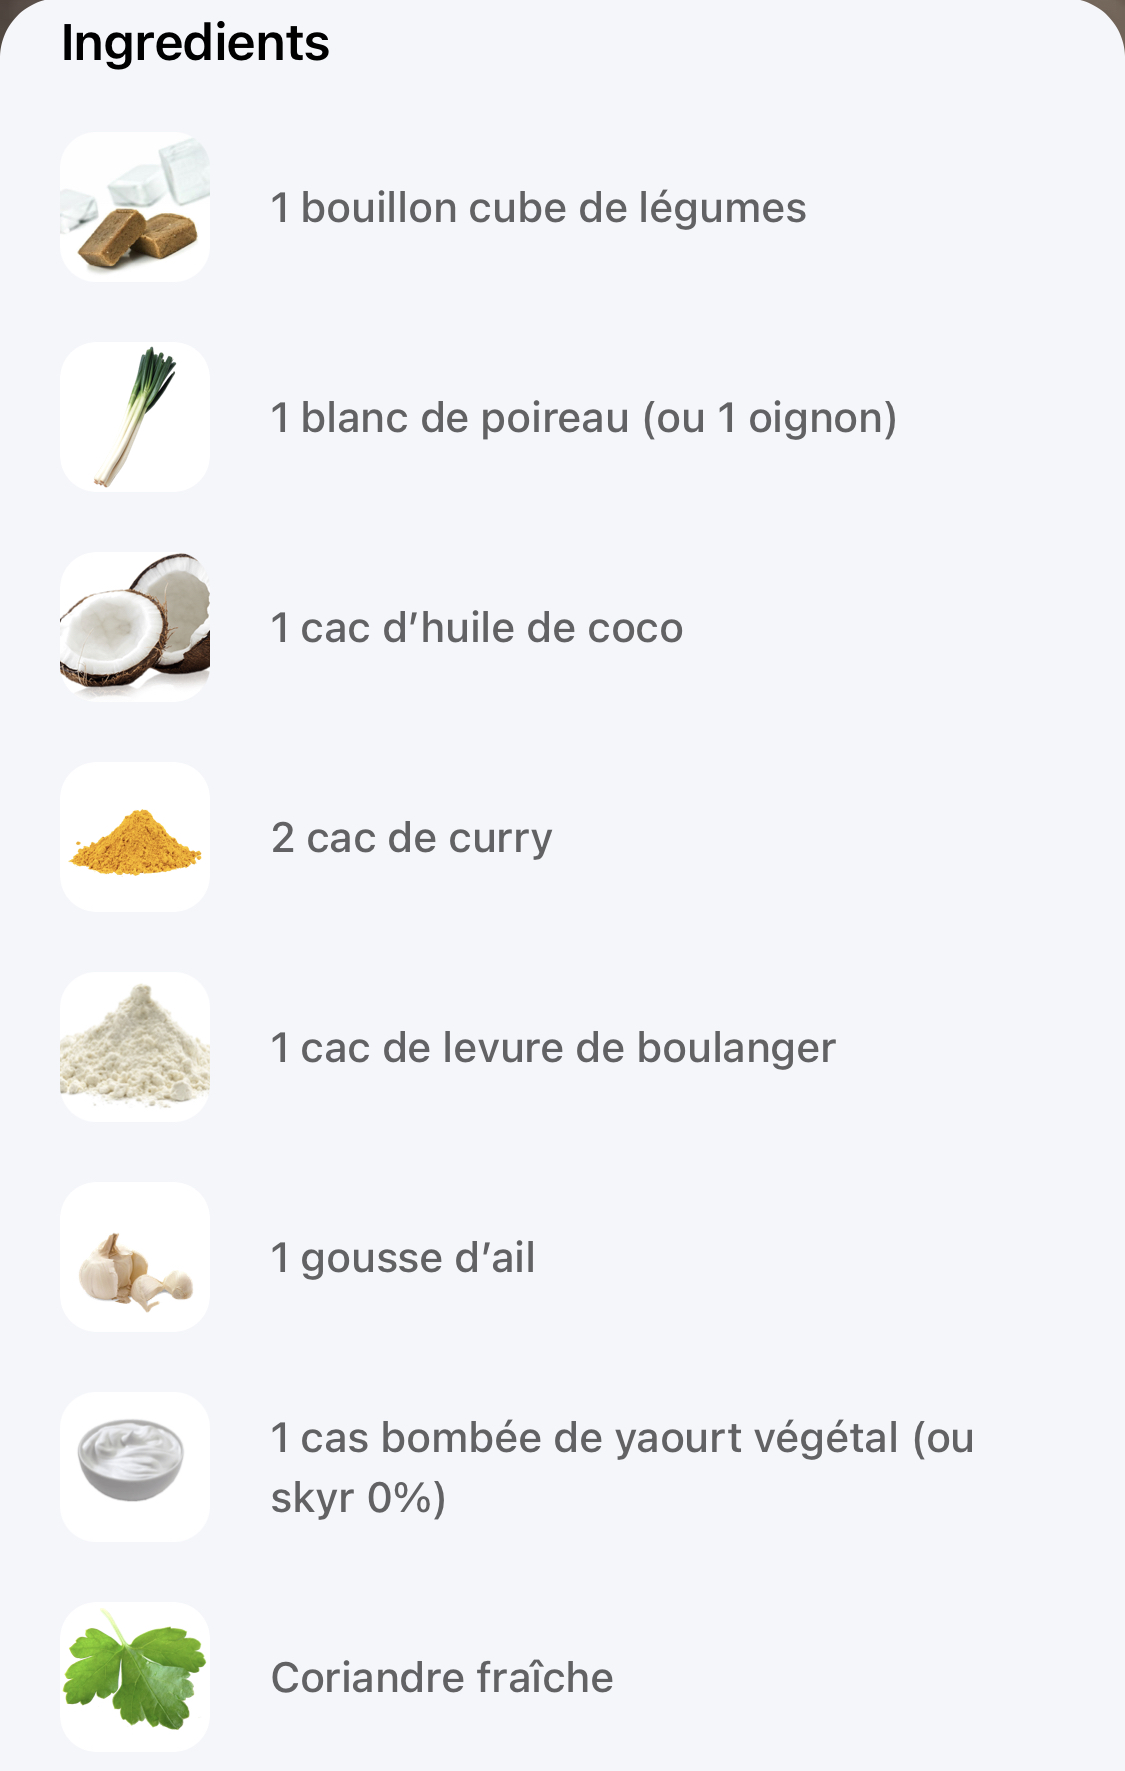 Ingredients
1 bouillon cube de légumes
1 blanc de poireau (ou 1 oignon)
1 cac d’huile de coco
2 cac de curry
1 cac de levure de boulanger
1 gousse d’ail
1 cas bombée de yaourt végétal (ou
skyr 0%)
Coriandre fraîche